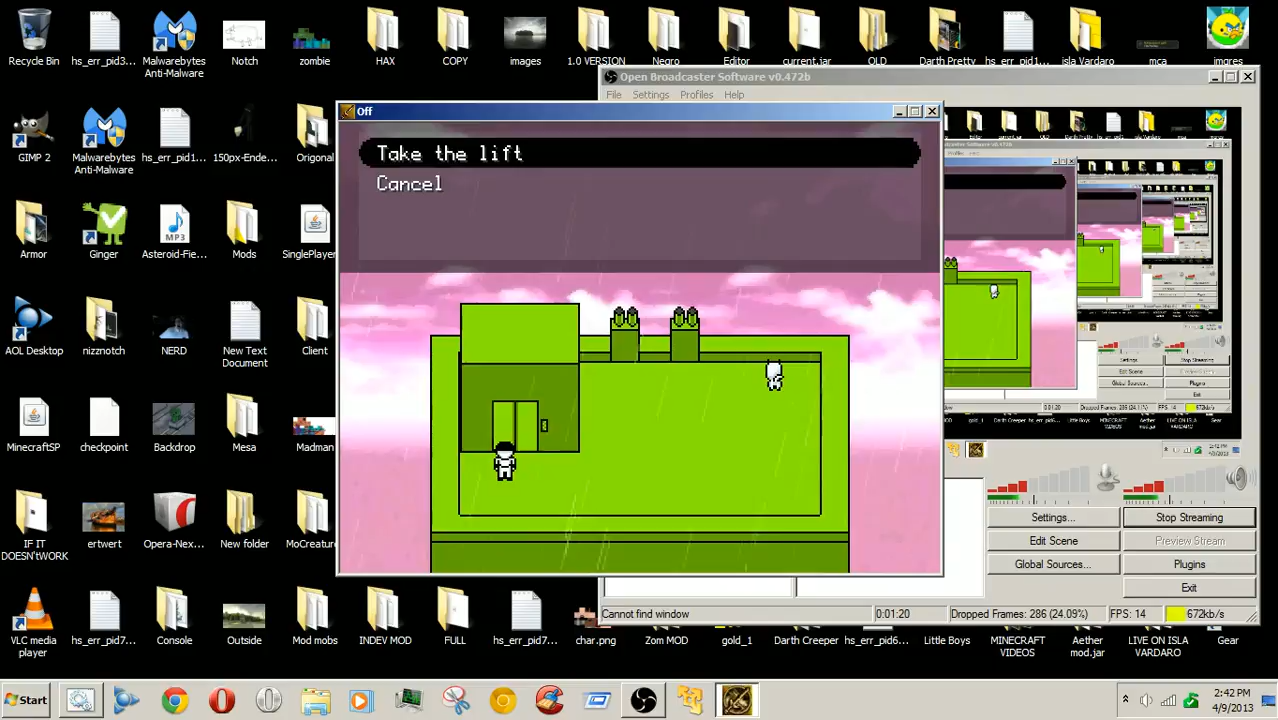 Recycle Bin
hs_err_pid1...
Malwarebytes
Anti-Malware
Notch
zombie
HAX
COPY
images
1.0 VERSION
Negro
Editor
current.jar
OLD
Darth Pretty
hs_err_pid1...
isla Vardaro
mca
imgres
Open Broadcaster Software v0.472b
File
Settings
Profiles
Help
Off
Take the lift
Cancel
GIMP 2
Malwarebytes
Anti-Malware
hs_err_pid1...
150px-Ende...
Origonal
Armor
Ginger
Asteroid-Fie...
Mods
SinglePlayer
AOL Desktop
nizznotch
NERD
New Text
Document
Client
MinecraftSP
checkpoint
Backdrop
Mesa
Madman
IF IT
DOESN'tWORK
ertwert
Opera-Nex...
New folder
MoCreature
VLC media
player
hs_err_pid7...
Console
Outside
Mod mobs
INDEV MOD
FULL
hs_err_pid7...
char.png
Zom MOD
gold_1
Darth Creeper
hs_err_pid6...
Little Boys
MINECRAFT
VIDEOS
Aether
mod.jar
LIVE ON ISLA
VARDARO
Gear
Settings...
Stop Streaming
Edit Scene
Preview Stream
Global Sources...
Plugins
Exit
Cannot find window
0:01:20
Dropped Frames: 286 (24.09%)
FPS: 14
672kb/s
Start
2:42 PM
4/9/2013